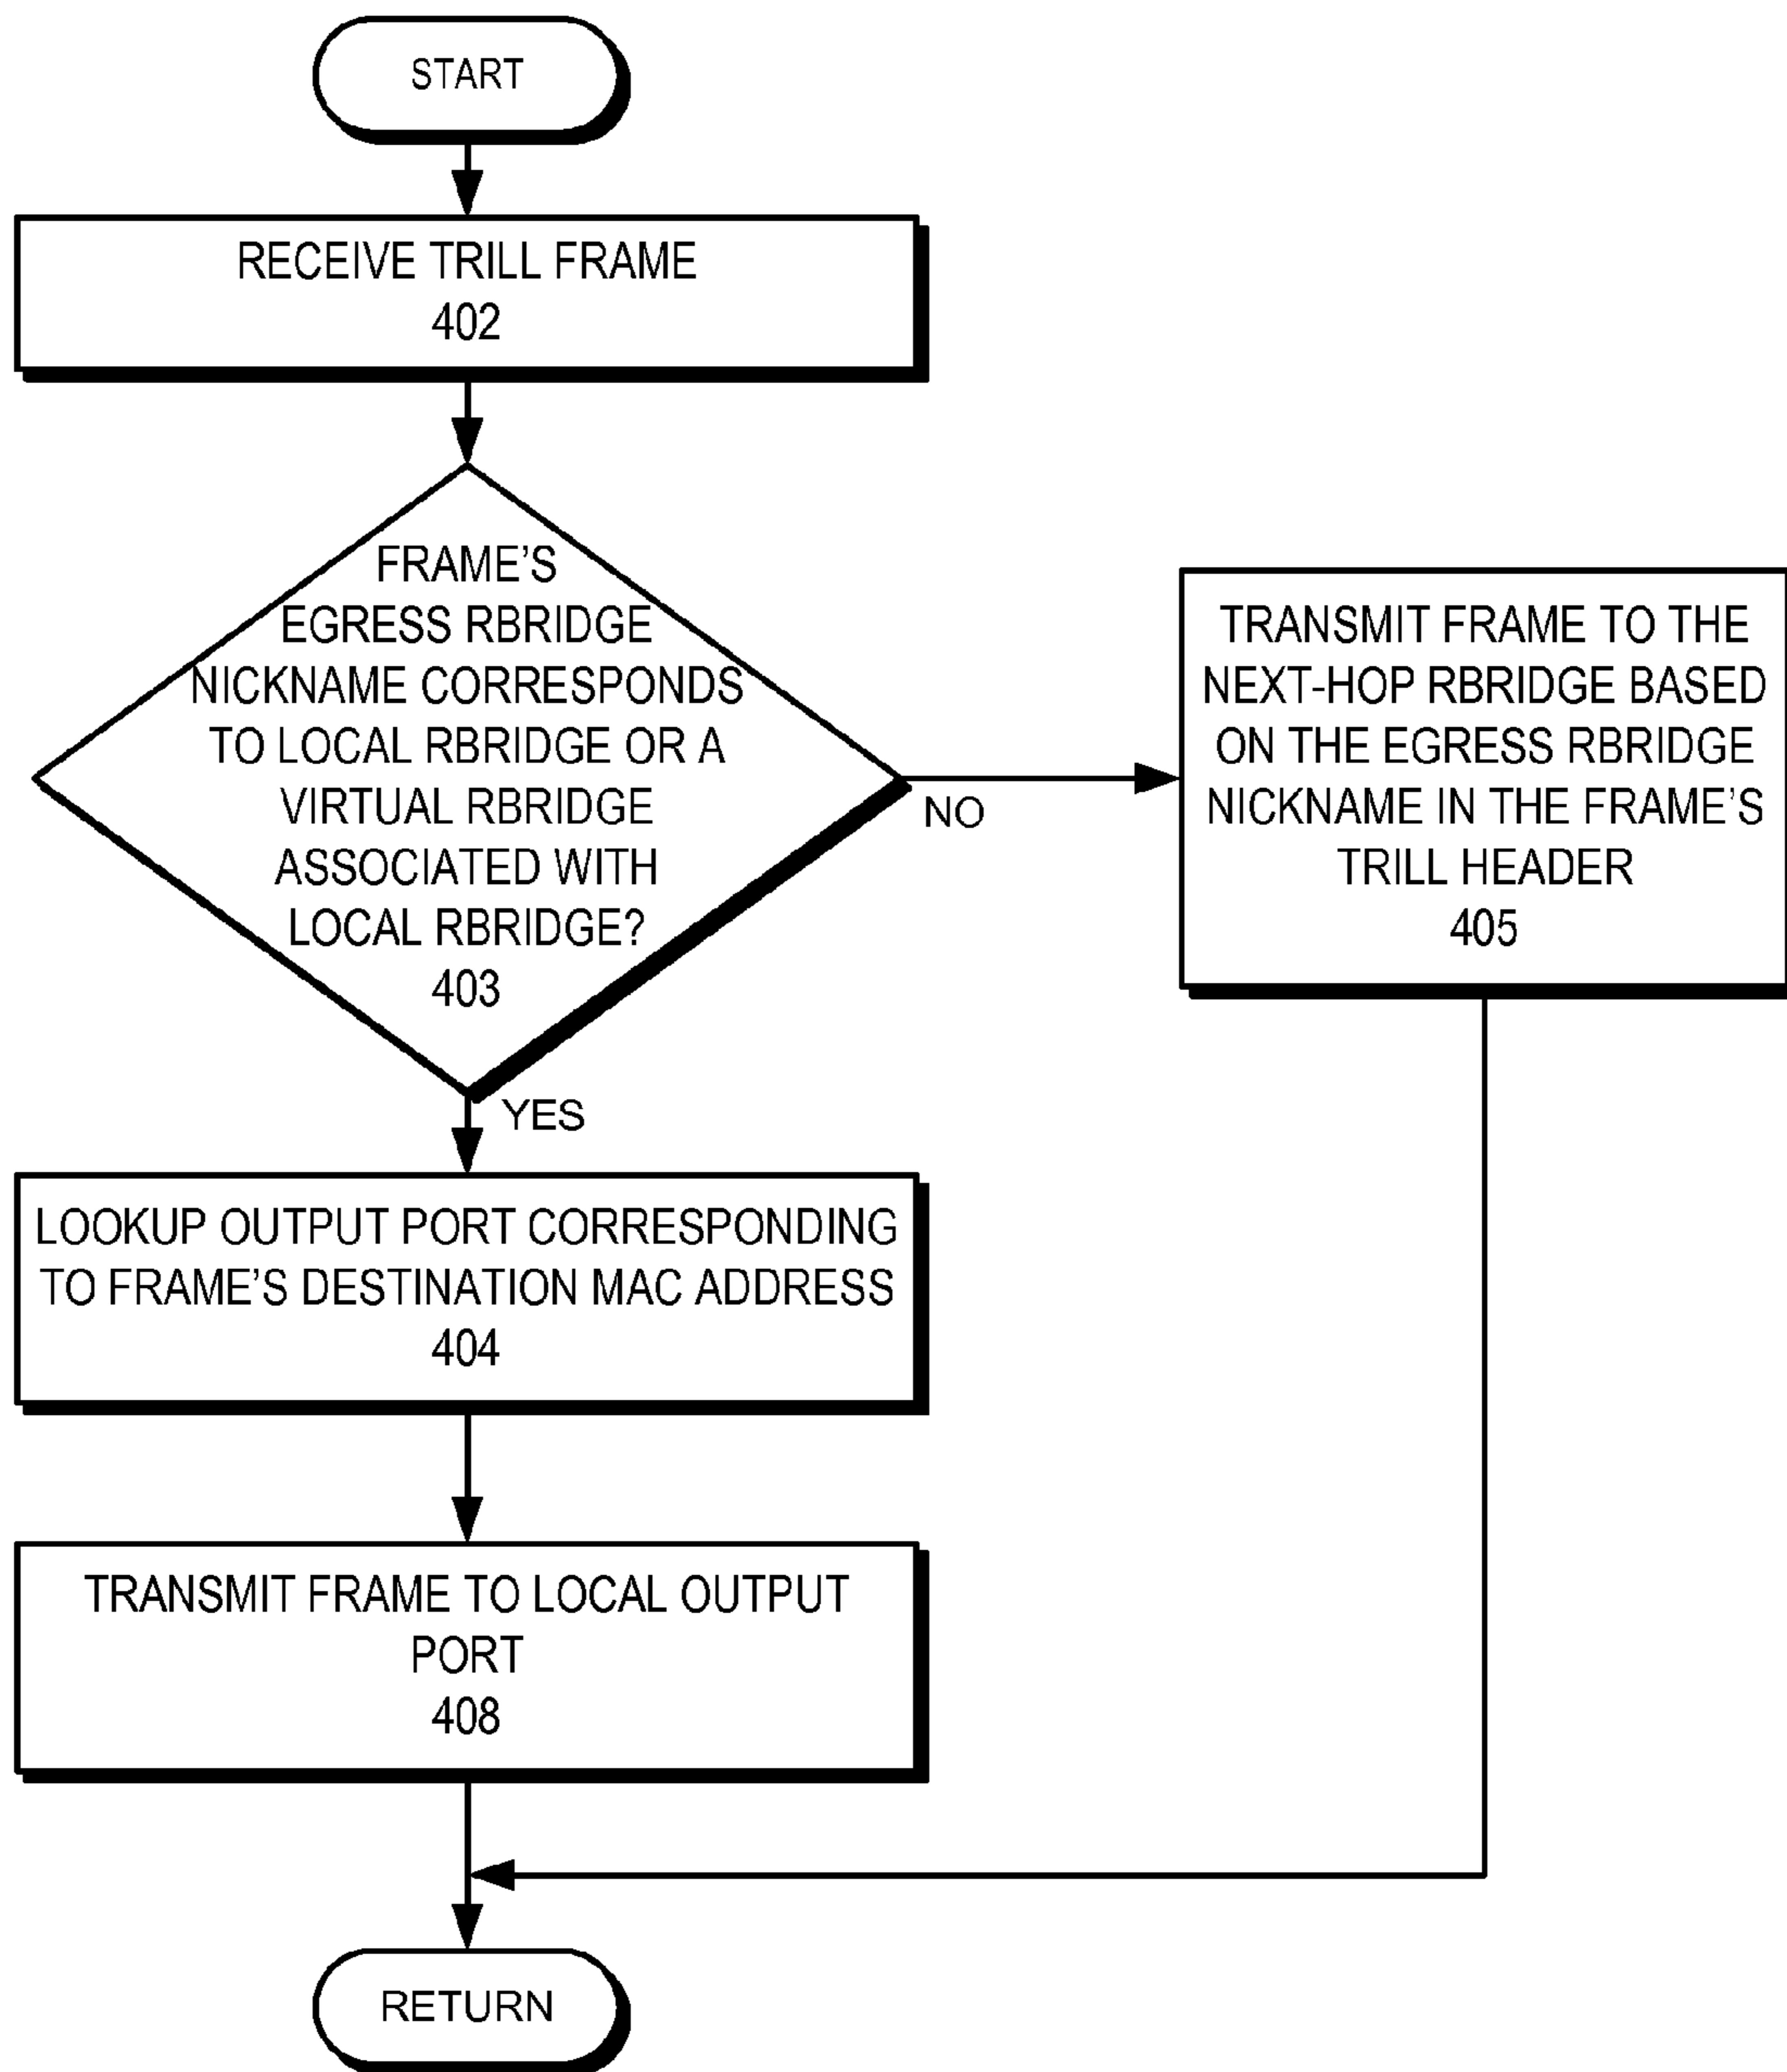 START
RECEIVE TRILL FRAME
402
FRAME'S
EGRESS RBRIDGE
NICKNAME CORRESPONDS
TO LOCAL RBRIDGE OR A
VIRTUAL RBRIDGE
ASSOCIATED WITH
LOCAL RBRIDGE?
403
NO
TRANSMIT FRAME TO THE
NEXT-HOP RBRIDGE BASED
ON THE EGRESS RBRIDGE
NICKNAME IN THE FRAME'S
TRILL HEADER
405
YES
LOOKUP OUTPUT PORT CORRESPONDING
TO FRAME'S DESTINATION MAC ADDRESS
404
TRANSMIT FRAME TO LOCAL OUTPUT
PORT
408
RETURN